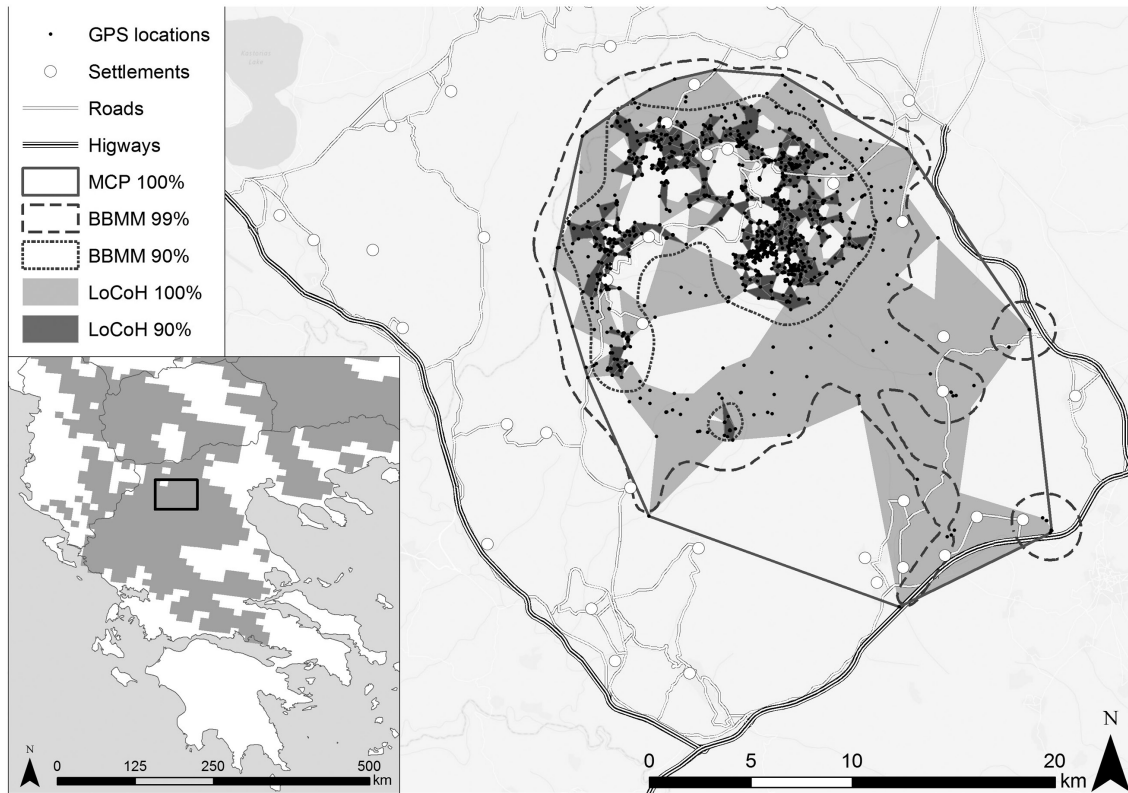 GPS locations
Settlements
Roads
Higways
MCP 100%
BBMM 99%
BBMM 90%
LoCoH 100%
LoCoH 90%
N
0 125 250 500
km
N
0 5 10 20
km